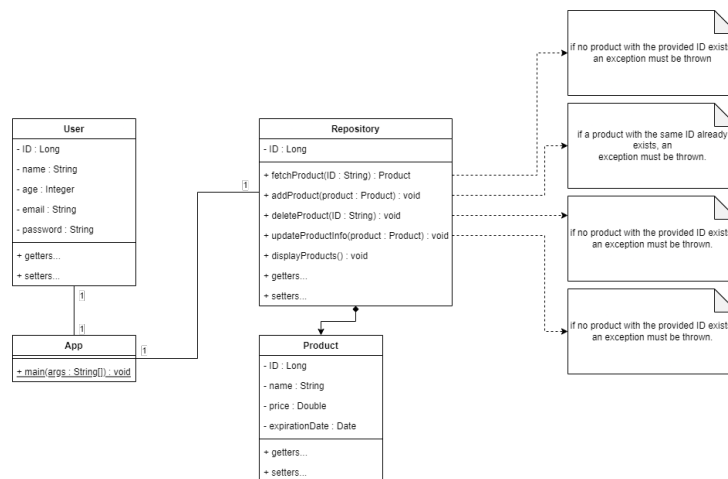 if no product with the provided ID exists
an exception must be thrown
User
- ID : Long
- name : String
- age : Integer
- email : String
- password : String
+ getters...
+ setters...
Repository
- ID : Long
+ fetchProduct(ID : String) : Product
+ addProduct(product : Product) : void
+ deleteProduct(ID : String) : void
+ updateProductInfo(product : Product) : void
+ displayProducts() : void
+ getters...
+ setters...
if a product with the same ID already
exists, an
exception must be thrown.
if no product with the provided ID exists
an exception must be thrown.
if no product with the provided ID exists
an exception must be thrown.
1
1
1
1
App
+ main(args : String[]) : void
Product
- ID : Long
- name : String
- price : Double
- expirationDate : Date
+ getters...
+ setters...